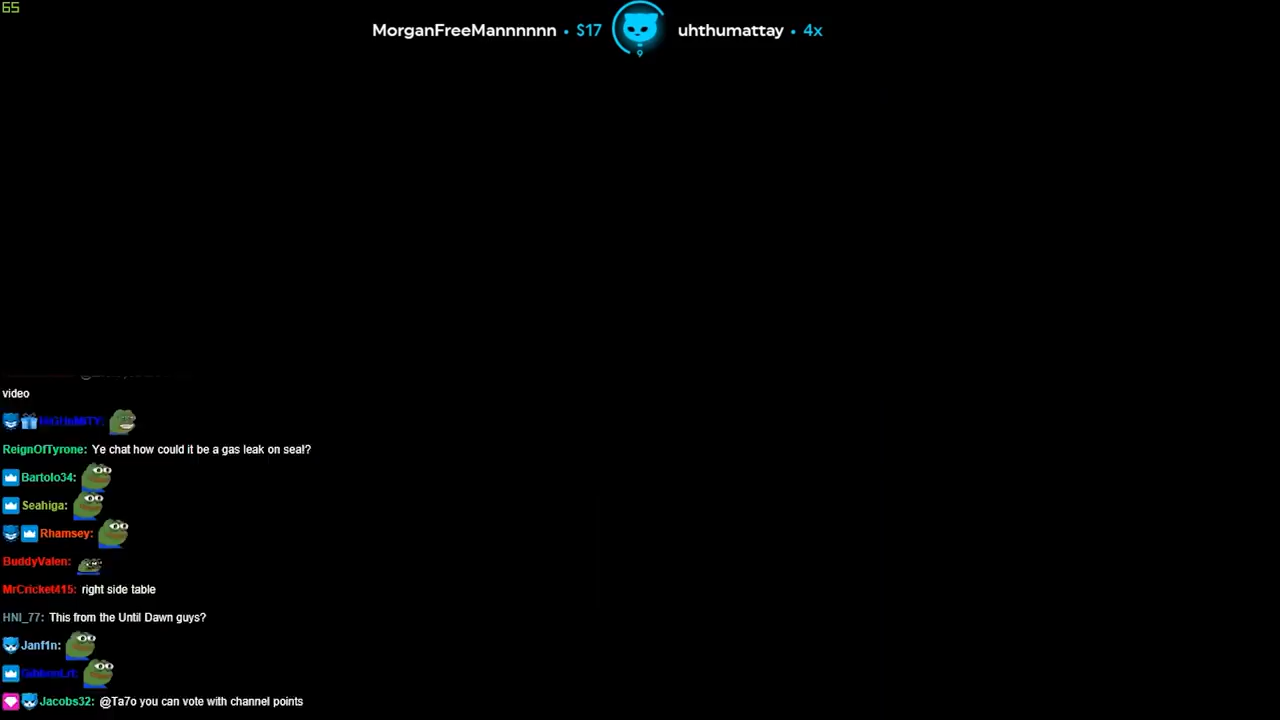 65
MorganFreeMannnnnn • $17
uhthumattay • 4x
9
video
ReignOfTyrone: Ye chat how could it be a gas leak on sea!?
Bartolo34:
Seahiga:
Rhamsey:
BuddyValen:
MrCricket415: right side table
HNI_77: This from the Until Dawn guys?
Janf1n:
Jacobs32: @Ta7o you can vote with channel points